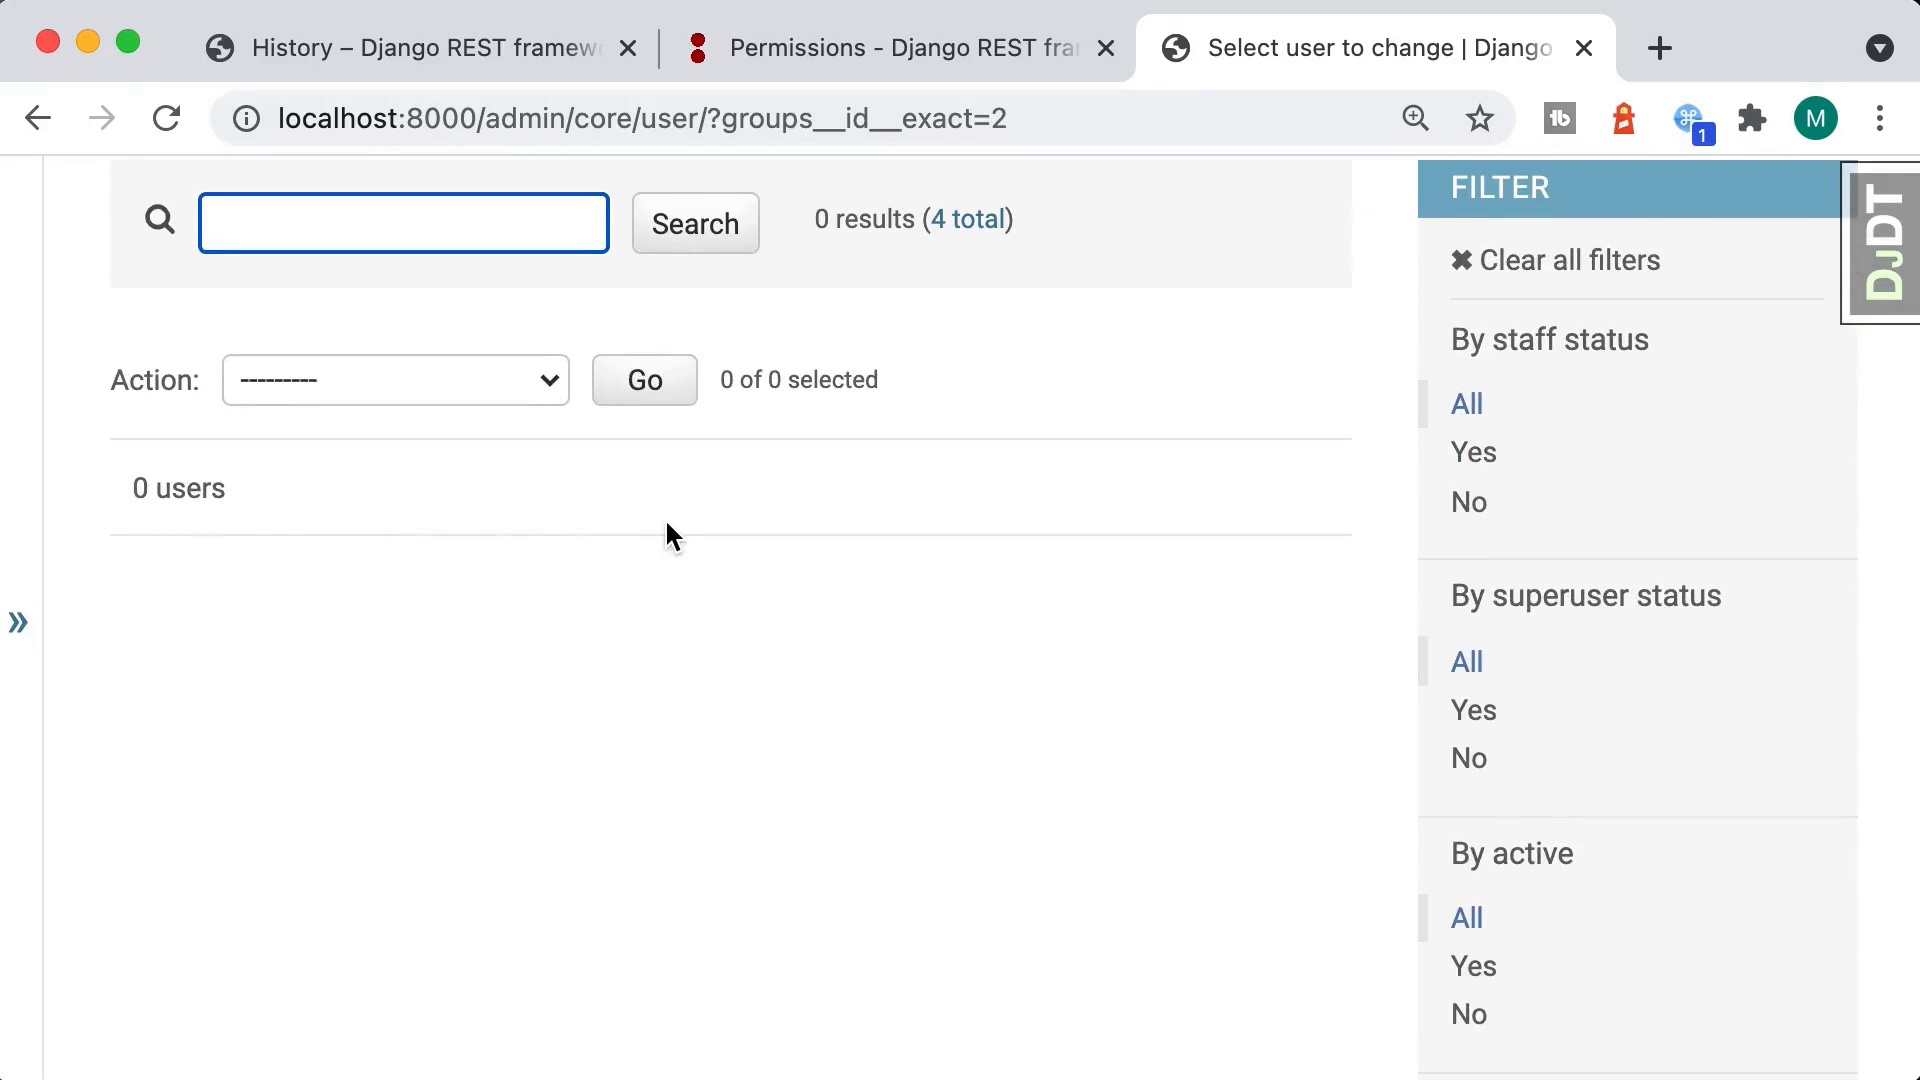 History – Django REST framew
Permissions - Django REST fra
Select user to change | Django
localhost:8000/admin/core/user/?groups__id__exact=2
tb
1
M
Search
0 results (4 total)
Action:
---------
Go
0 of 0 selected
0 users
FILTER
✖ Clear all filters
By staff status
All
Yes
No
By superuser status
All
Yes
No
By active
All
Yes
No
DJDT
»